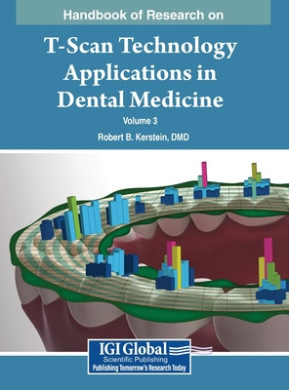 Handbook of Research on
T-Scan Technology
Applications in
Dental Medicine
Volume 3
Robert B. Kerstein, DMD
IGI Global
Scientific Publishing
Publishing Tomorrow's Research Today